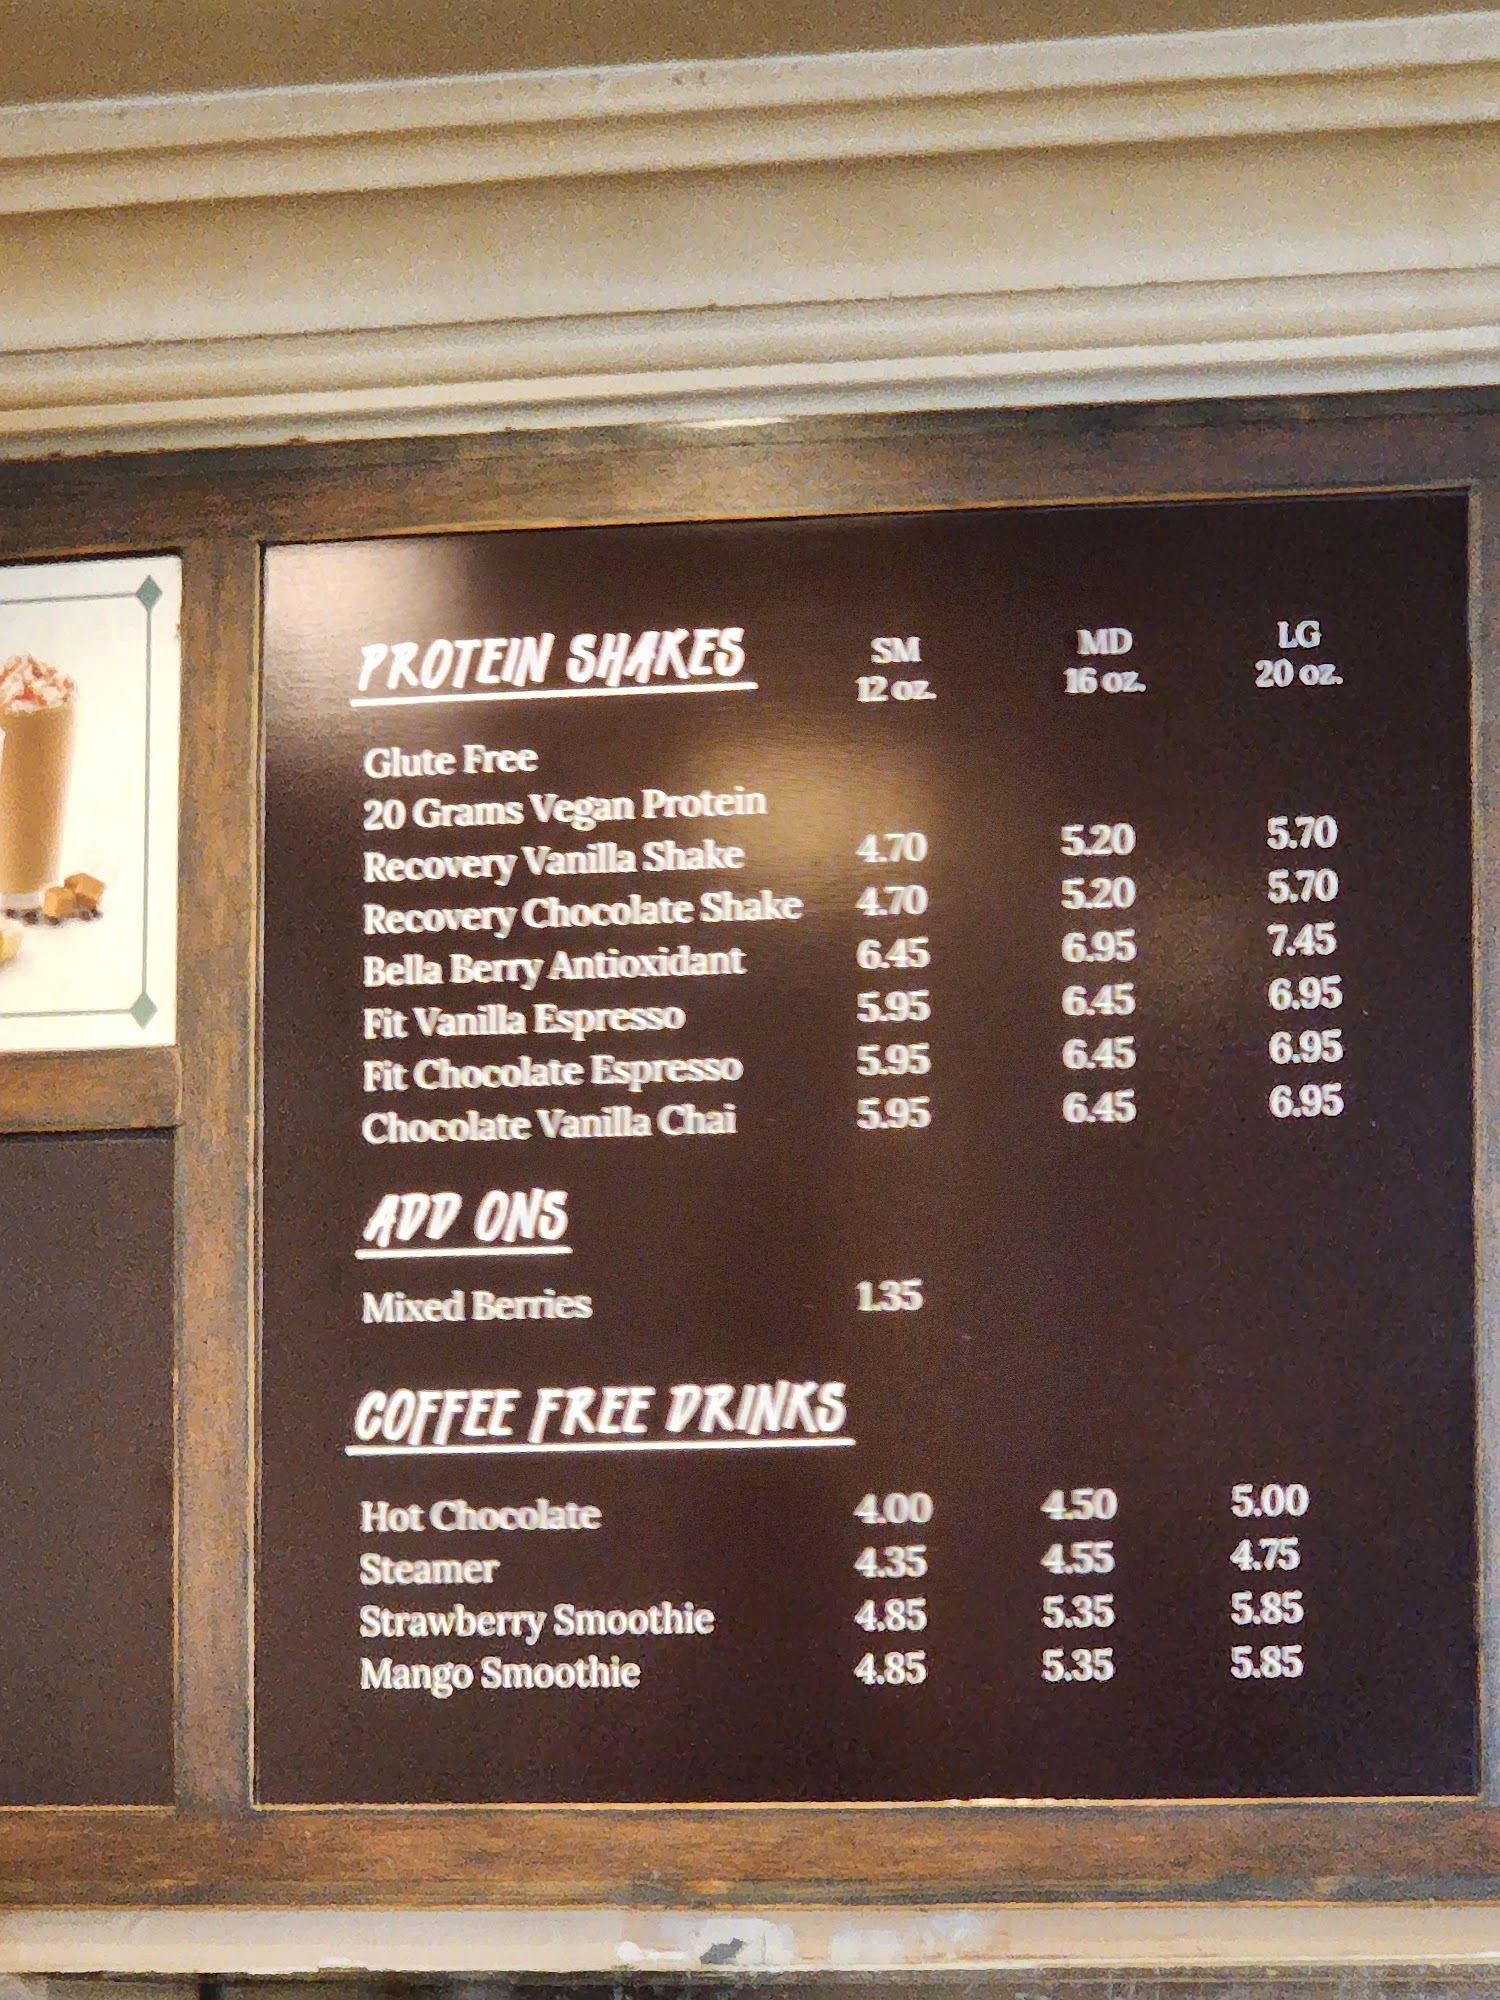 PROTEIN SHAKES SM MD LG
12 oz. 16 oz. 20 oz.
Glute Free
20 Grams Vegan Protein
Recovery Vanilla Shake 4.70 5.20 5.70
Recovery Chocolate Shake 4.70 5.20 5.70
Bella Berry Antioxidant 6.45 6.95 7.45
Fit Vanilla Espresso 5.95 6.45 6.95
Fit Chocolate Espresso 5.95 6.45 6.95
Chocolate Vanilla Chai 5.95 6.45 6.95
ADD ONS
Mixed Berries 1.35
COFFEE FREE DRINKS
Hot Chocolate 4.00 4.50 5.00
Steamer 4.35 4.55 4.75
Strawberry Smoothie 4.85 5.35 5.85
Mango Smoothie 4.85 5.35 5.85